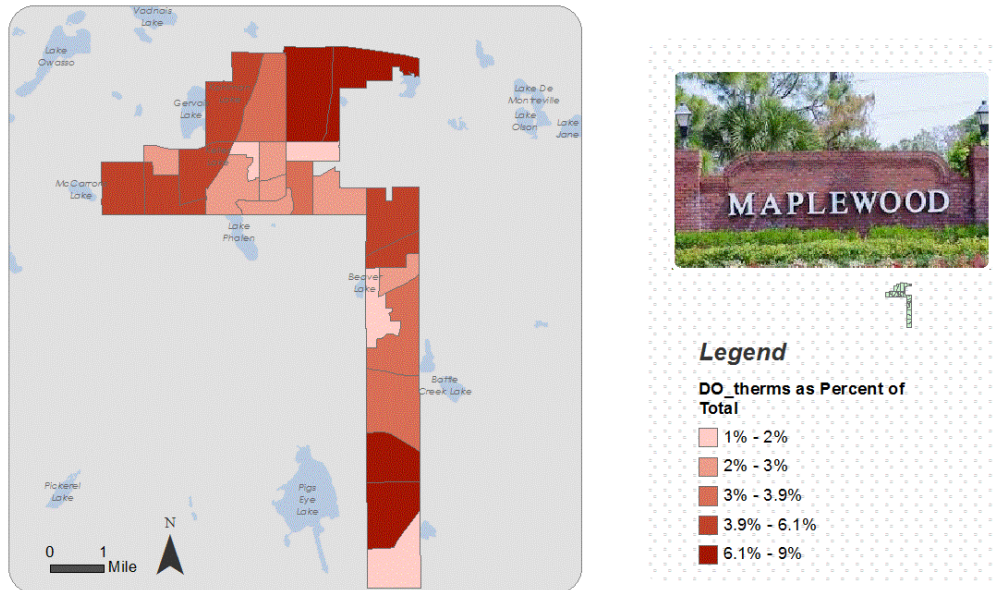 Vadnais
Lake
Lake
Owasso
Gervais
Lake
Lake De
Montreville
Lake
Olson
Lake
Jane
McCarron
Lake
Lake
Phalen
Beaver
Lake
Battle
Creek Lake
Pickerel
Lake
Pigs
Eye
Lake
N
0 1
Mile
MAPLEWOOD
Legend
DO_therms as Percent of
Total
1% - 2%
2% - 3%
3% - 3.9%
3.9% - 6.1%
6.1% - 9%